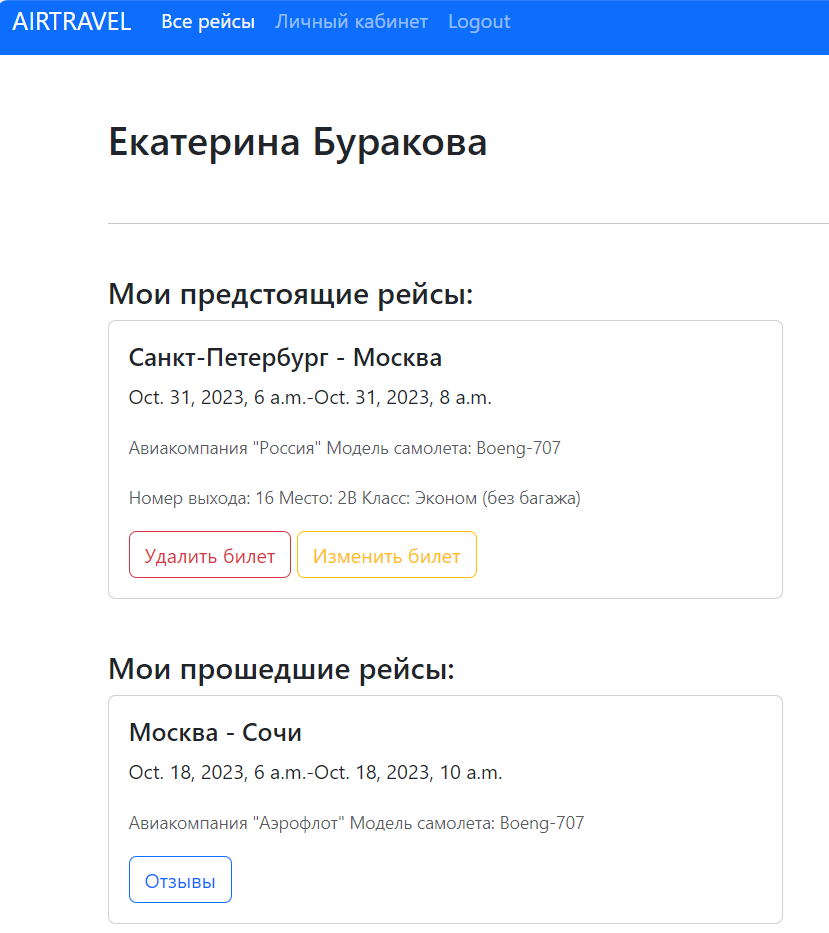 AIRTRAVEL Все рейсы Личный кабинет Logout
Екатерина Буракова
Мои предстоящие рейсы:
Санкт-Петербург - Москва
Oct. 31, 2023, 6 a.m.-Oct. 31, 2023, 8 a.m.
Авиакомпания "Россия" Модель самолета: Boeng-707
Номер выхода: 16 Место: 2B Класс: Эконом (без багажа)
Удалить билет Изменить билет
Мои прошедшие рейсы:
Москва - Сочи
Oct. 18, 2023, 6 a.m.-Oct. 18, 2023, 10 a.m.
Авиакомпания "Аэрофлот" Модель самолета: Boeng-707
Отзывы